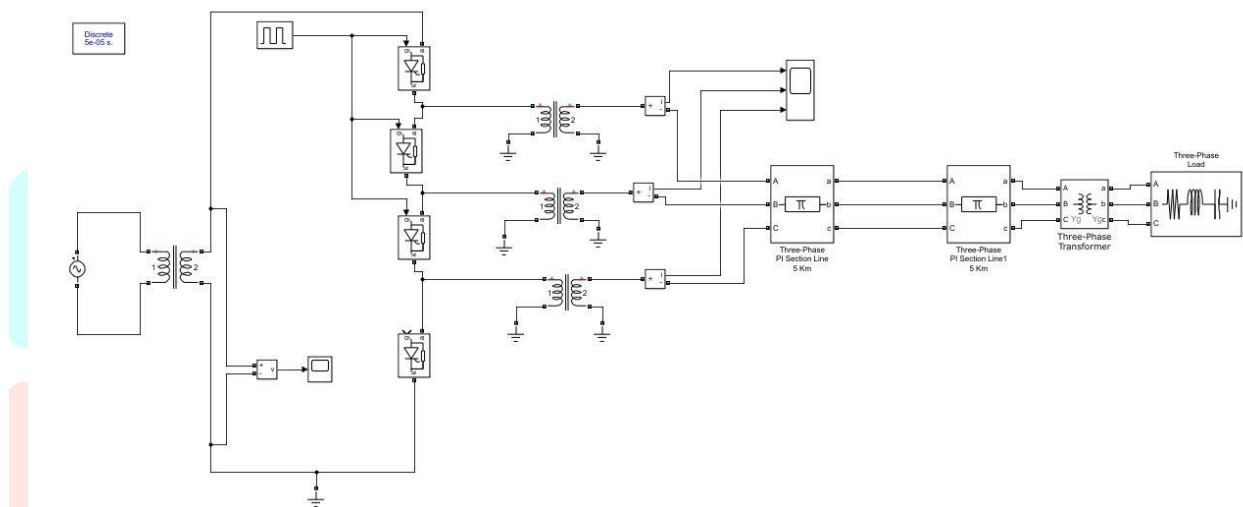 Discrete
5e-05 s.
g
a
k
g
a
k
g
a
k
g
a
k
+
1
2
+
+
1
2
+
+
1
2
+
+
1
2
+
+
i
-
+
i
-
+
i
-
+
-
v
A
B
C
a
b
c
Three-Phase
PI Section Line
5 Km
A
B
C
a
b
c
Three-Phase
PI Section Line1
5 Km
A
B
C
a
b
c
Yg
Yg
Three-Phase
Transformer
Three-Phase
Load
A
B
C